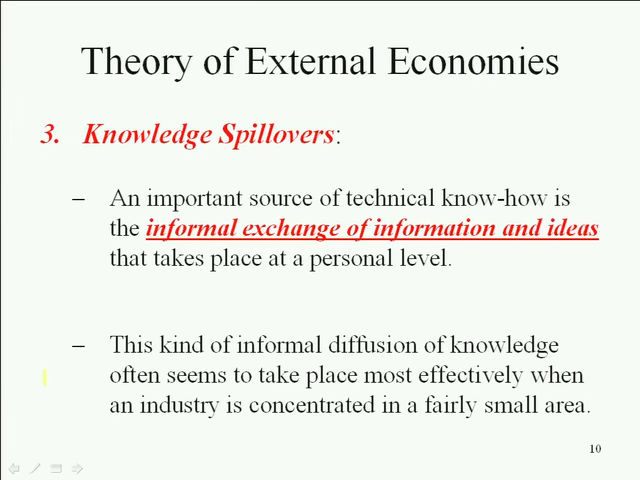 Theory of External Economies
3. Knowledge Spillovers:
– An important source of technical know-how is
the informal exchange of information and ideas
that takes place at a personal level.
– This kind of informal diffusion of knowledge
often seems to take place most effectively when
an industry is concentrated in a fairly small area.
10